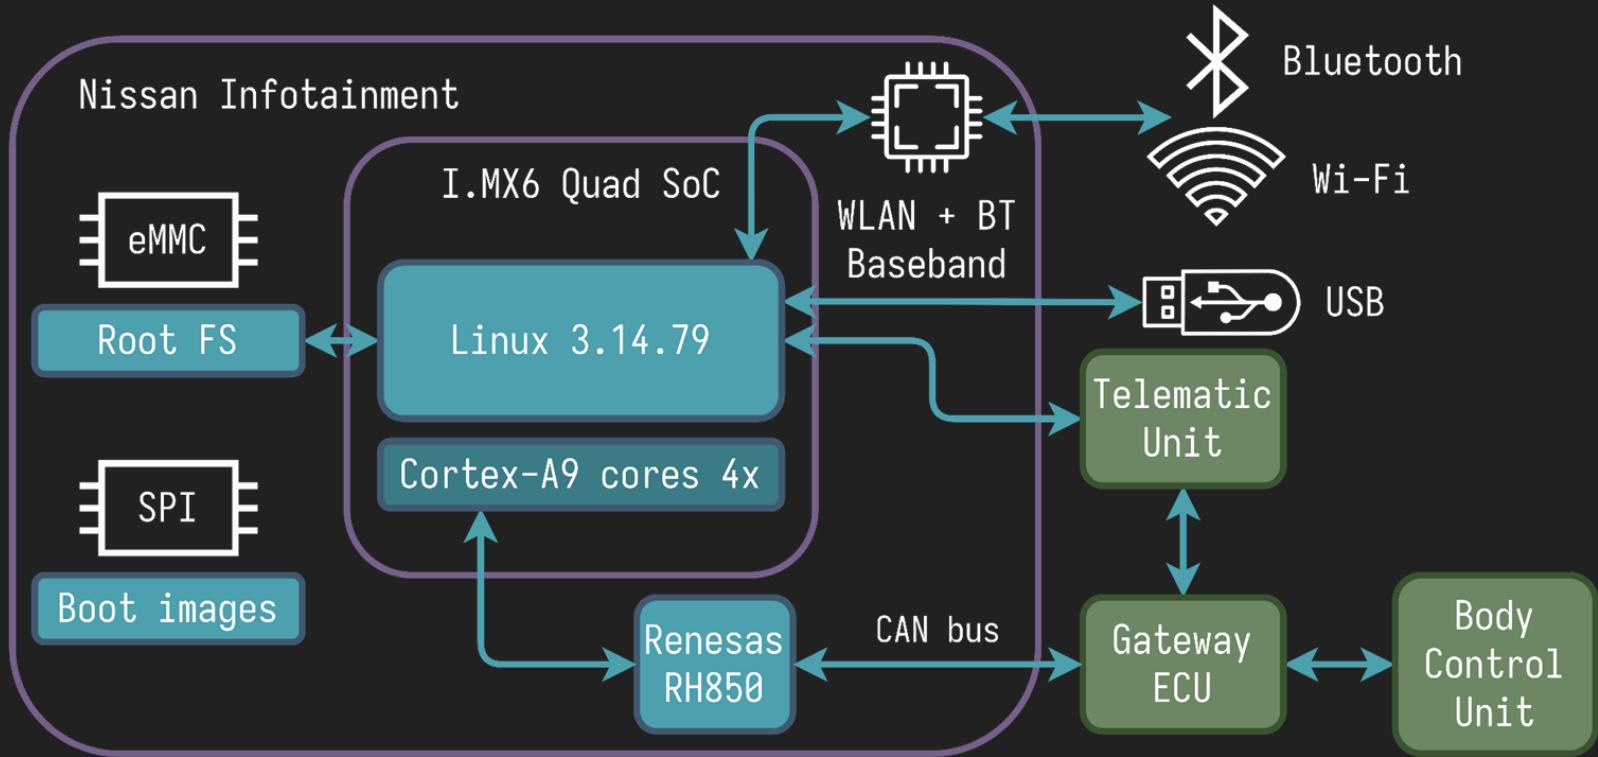 Nissan Infotainment
Bluetooth
Wi-Fi
I.MX6 Quad SoC
WLAN + BT
Baseband
eMMC
Root FS
Linux 3.14.79
USB
Telematic
Unit
Cortex-A9 cores 4x
SPI
Boot images
Renesas
RH850
CAN bus
Gateway
ECU
Body
Control
Unit